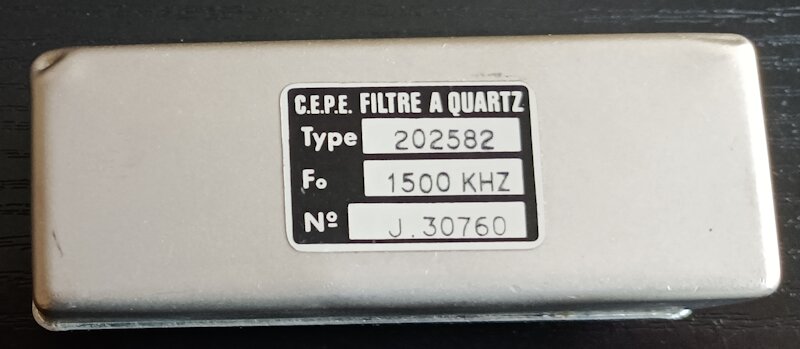 C.E.P.E. FILTRE A QUARTZ
Type 202582
Fo 1500 KHZ
Nº J.30760